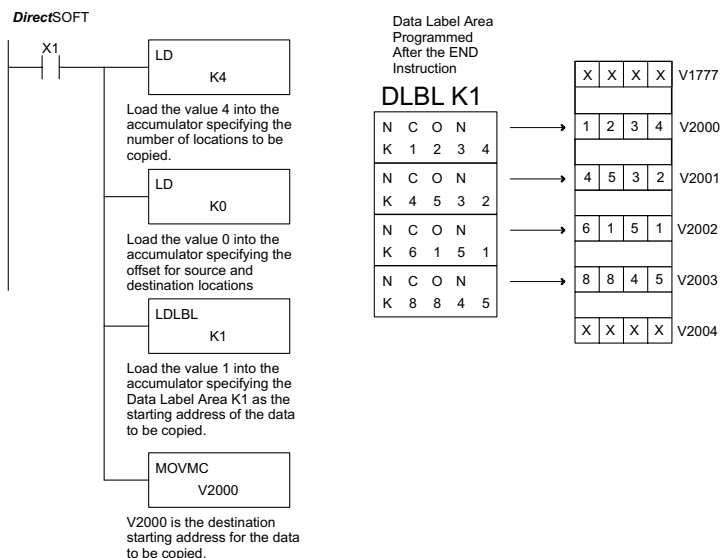 DirectSOFT
X1
LD
K4
Load the value 4 into the
accumulator specifying the
number of locations to be
copied.
LD
K0
Load the value 0 into the
accumulator specifying the
offset for source and
destination locations
LDLBL
K1
Load the value 1 into the
accumulator specifying the
Data Label Area K1 as the
starting address of the data
to be copied.
MOVMC
V2000
V2000 is the destination
starting address for the data
to be copied.
Data Label Area
Programmed
After the END
Instruction
DLBL K1
N C O N
K 1 2 3 4
N C O N
K 4 5 3 2
N C O N
K 6 1 5 1
N C O N
K 8 8 4 5
X X X X V1777
1 2 3 4 V2000
4 5 3 2 V2001
6 1 5 1 V2002
8 8 4 5 V2003
X X X X V2004